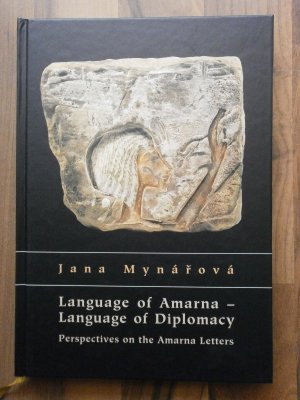 Jana Mynářová
Language of Amarna –
Language of Diplomacy
Perspectives on the Amarna Letters